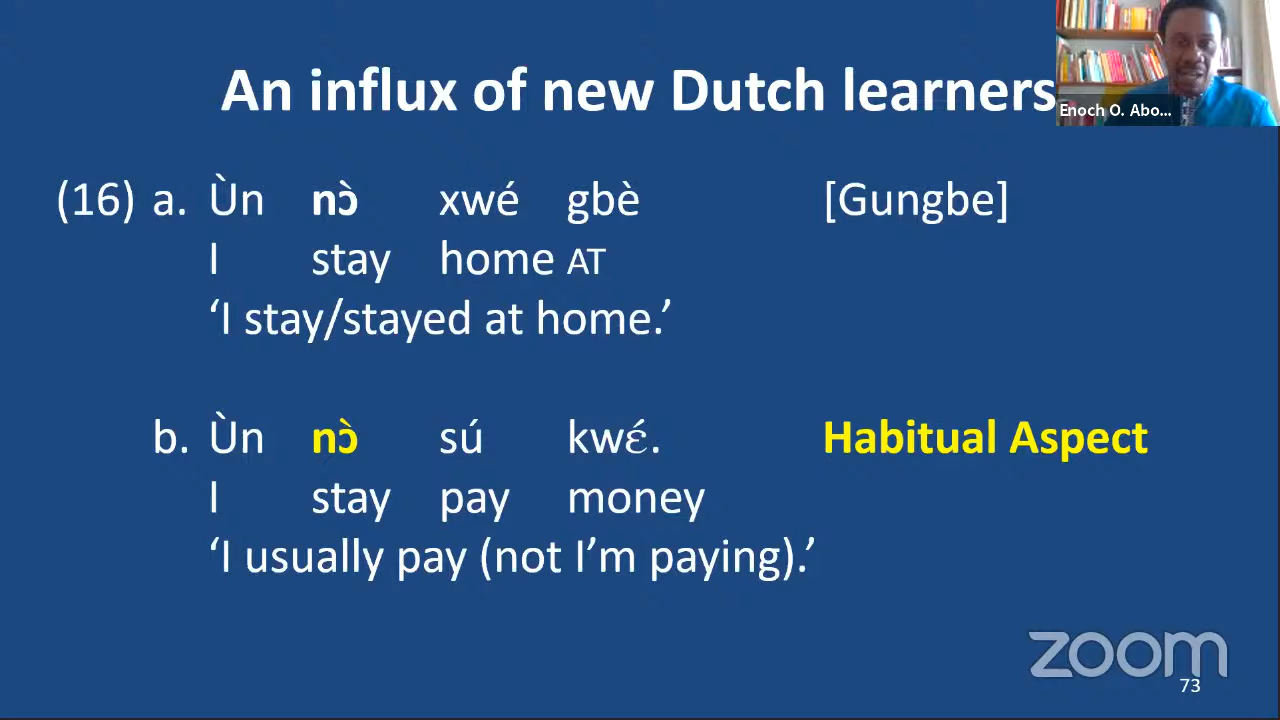 An influx of new Dutch learners
Enoch O. Abo...
(16) a. Ùn nɔ̀ xwé gbè [Gungbe]
I stay home AT
‘I stay/stayed at home.’
b. Ùn nɔ̀ sú kwɛ́. Habitual Aspect
I stay pay money
‘I usually pay (not I’m paying).’
zoom
73